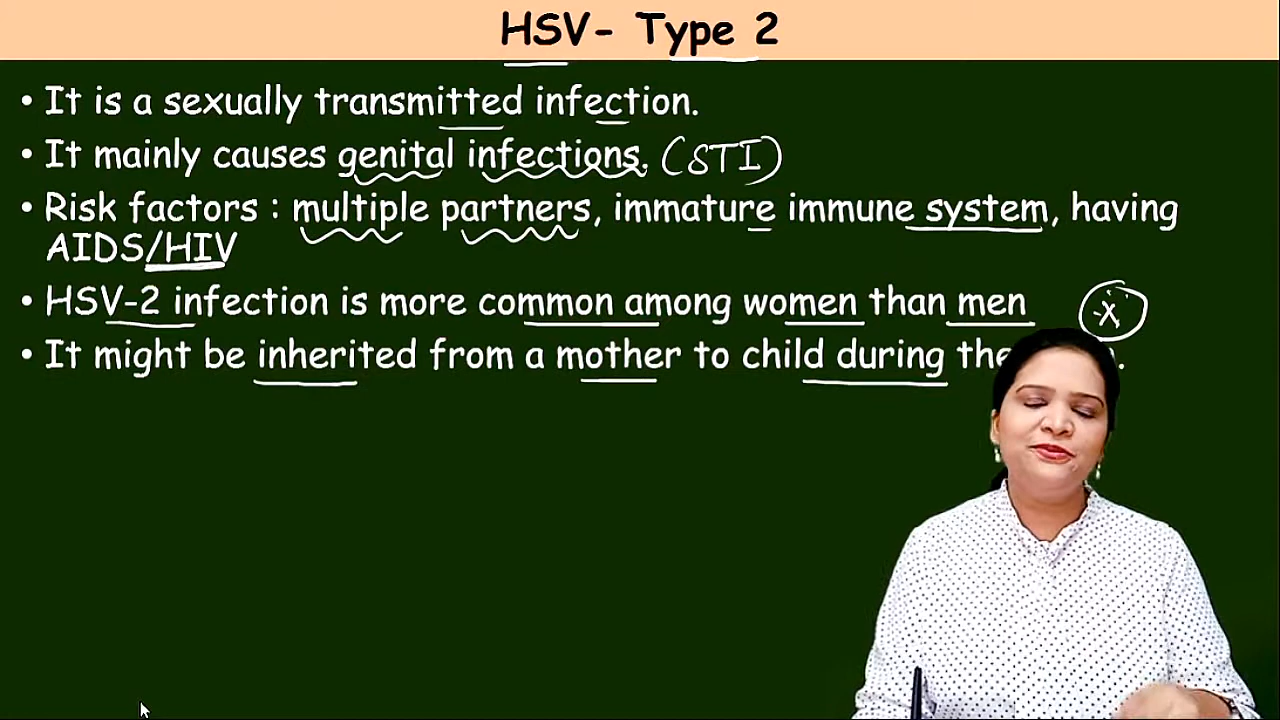 HSV- Type 2
• It is a sexually transmitted infection.
• It mainly causes genital infections. (STI)
• Risk factors : multiple partners, immature immune system, having
AIDS/HIV
• HSV-2 infection is more common among women than men
• It might be inherited from a mother to child during